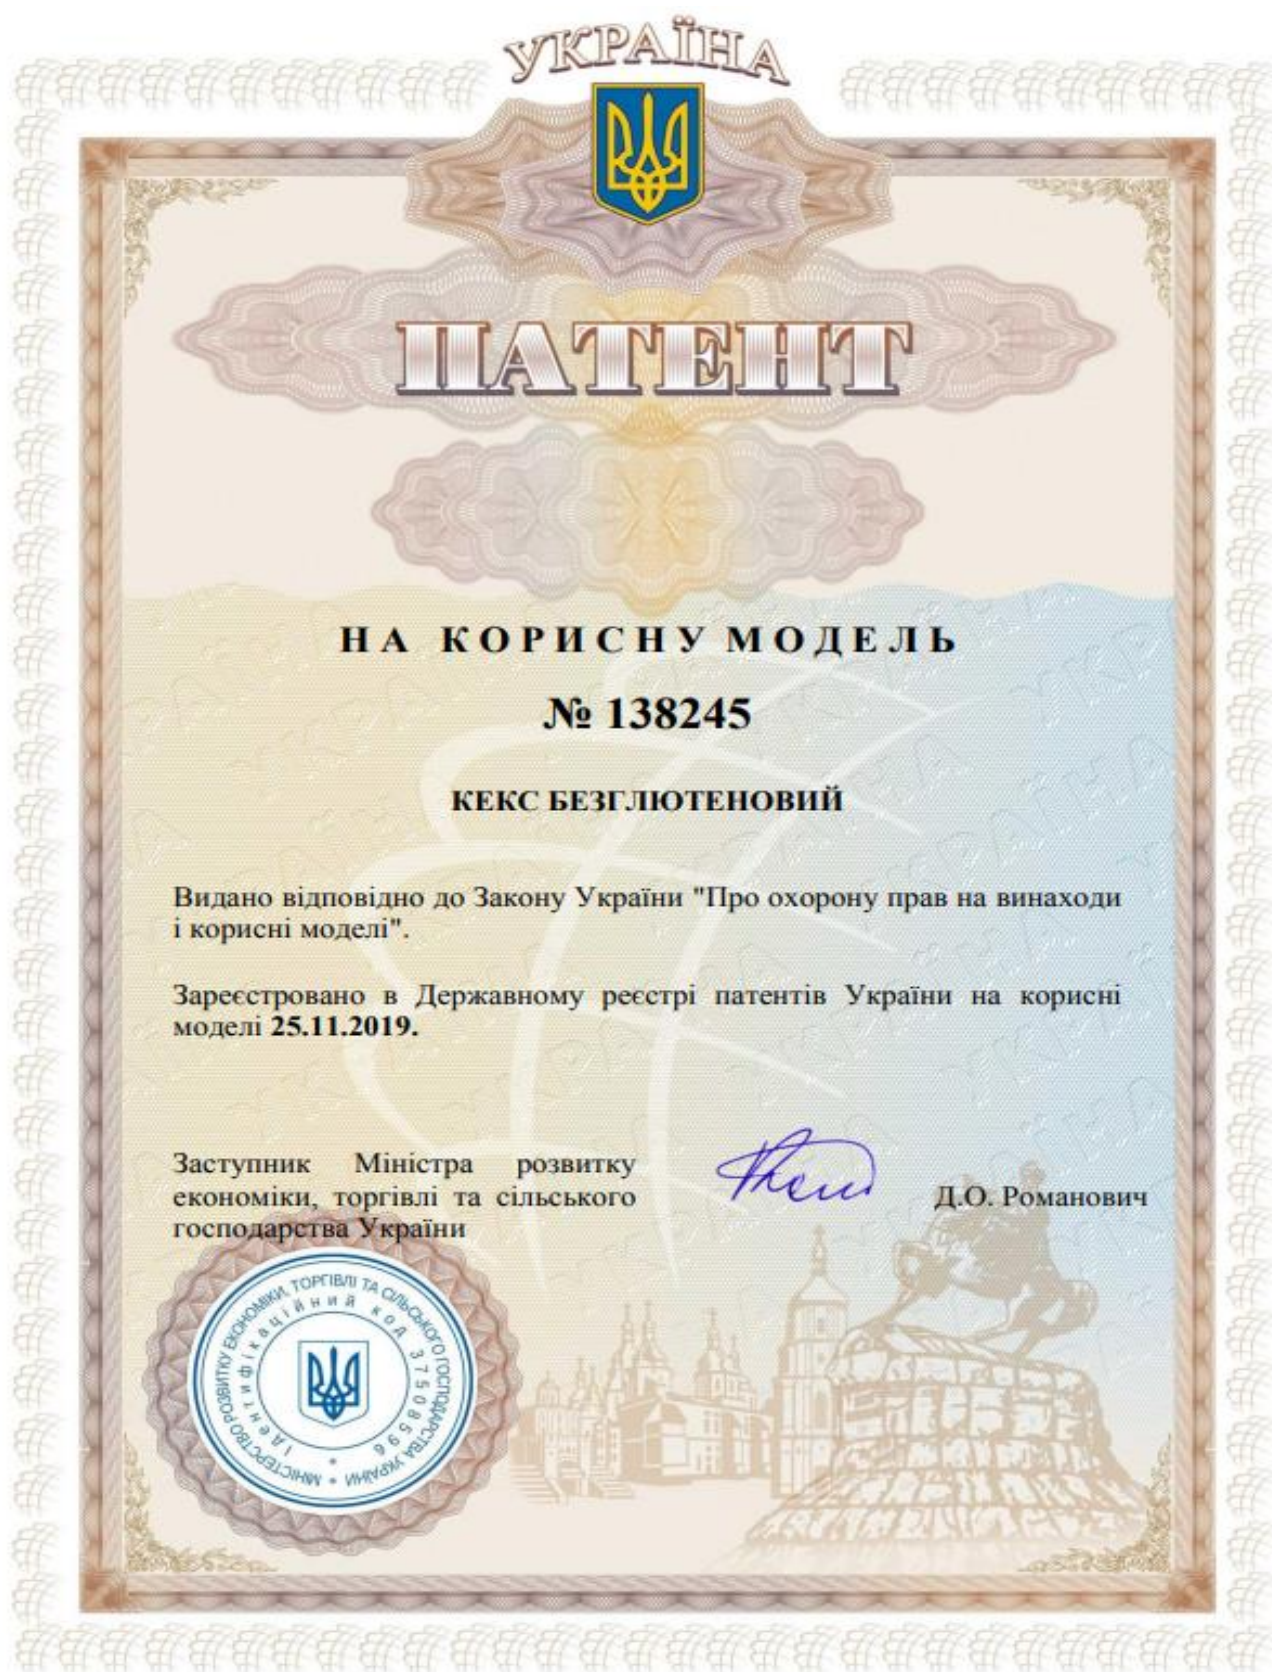 УКРАЇНА
ПАТЕНТ
НА КОРИСНУ МОДЕЛЬ
№ 138245
КЕКС БЕЗГЛЮТЕНОВИЙ
Видано відповідно до Закону України "Про охорону прав на винаходи
і корисні моделі".
Зареєстровано в Державному реєстрі патентів України на корисні
моделі 25.11.2019.
Заступник Міністра розвитку
економіки, торгівлі та сільського
господарства України
Д.О. Романович
МІНІСТЕРСТВО РОЗВИТКУ ЕКОНОМІКИ, ТОРГІВЛІ ТА СІЛЬСЬКОГО ГОСПОДАРСТВА УКРАЇНИ *
Ідентифікаційний код 37508596 *